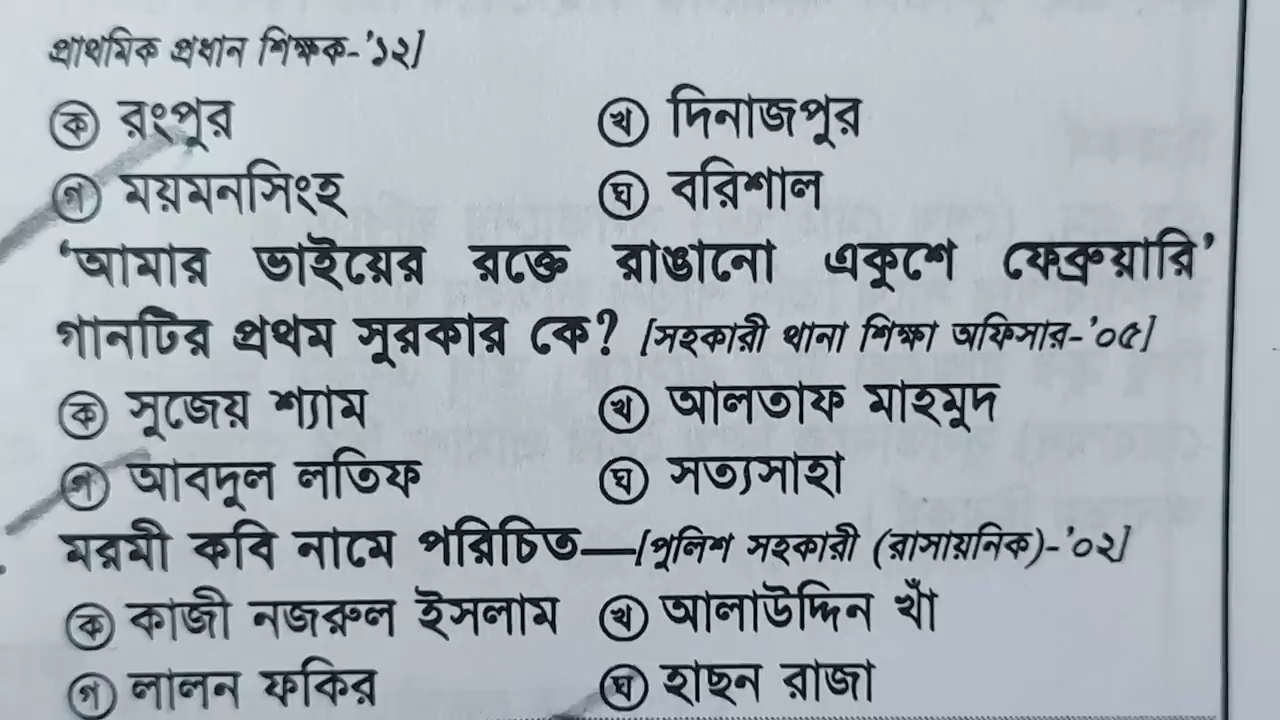 প্রাথমিক প্রধান শিক্ষক-'১২]
ক রংপুর খ দিনাজপুর
গ ময়মনসিংহ ঘ বরিশাল
‘আমার ভাইয়ের রক্তে রাঙানো একুশে ফেব্রুয়ারি’
গানটির প্রথম সুরকার কে? [সহকারী থানা শিক্ষা অফিসার-'০৫]
ক সুজেয় শ্যাম খ আলতাফ মাহমুদ
গ আবদুল লতিফ ঘ সত্যসাহা
মরমী কবি নামে পরিচিত—[পুলিশ সহকারী (রাসায়নিক)-'০২]
ক কাজী নজরুল ইসলাম খ আলাউদ্দিন খাঁ
গ লালন ফকির ঘ হাছন রাজা